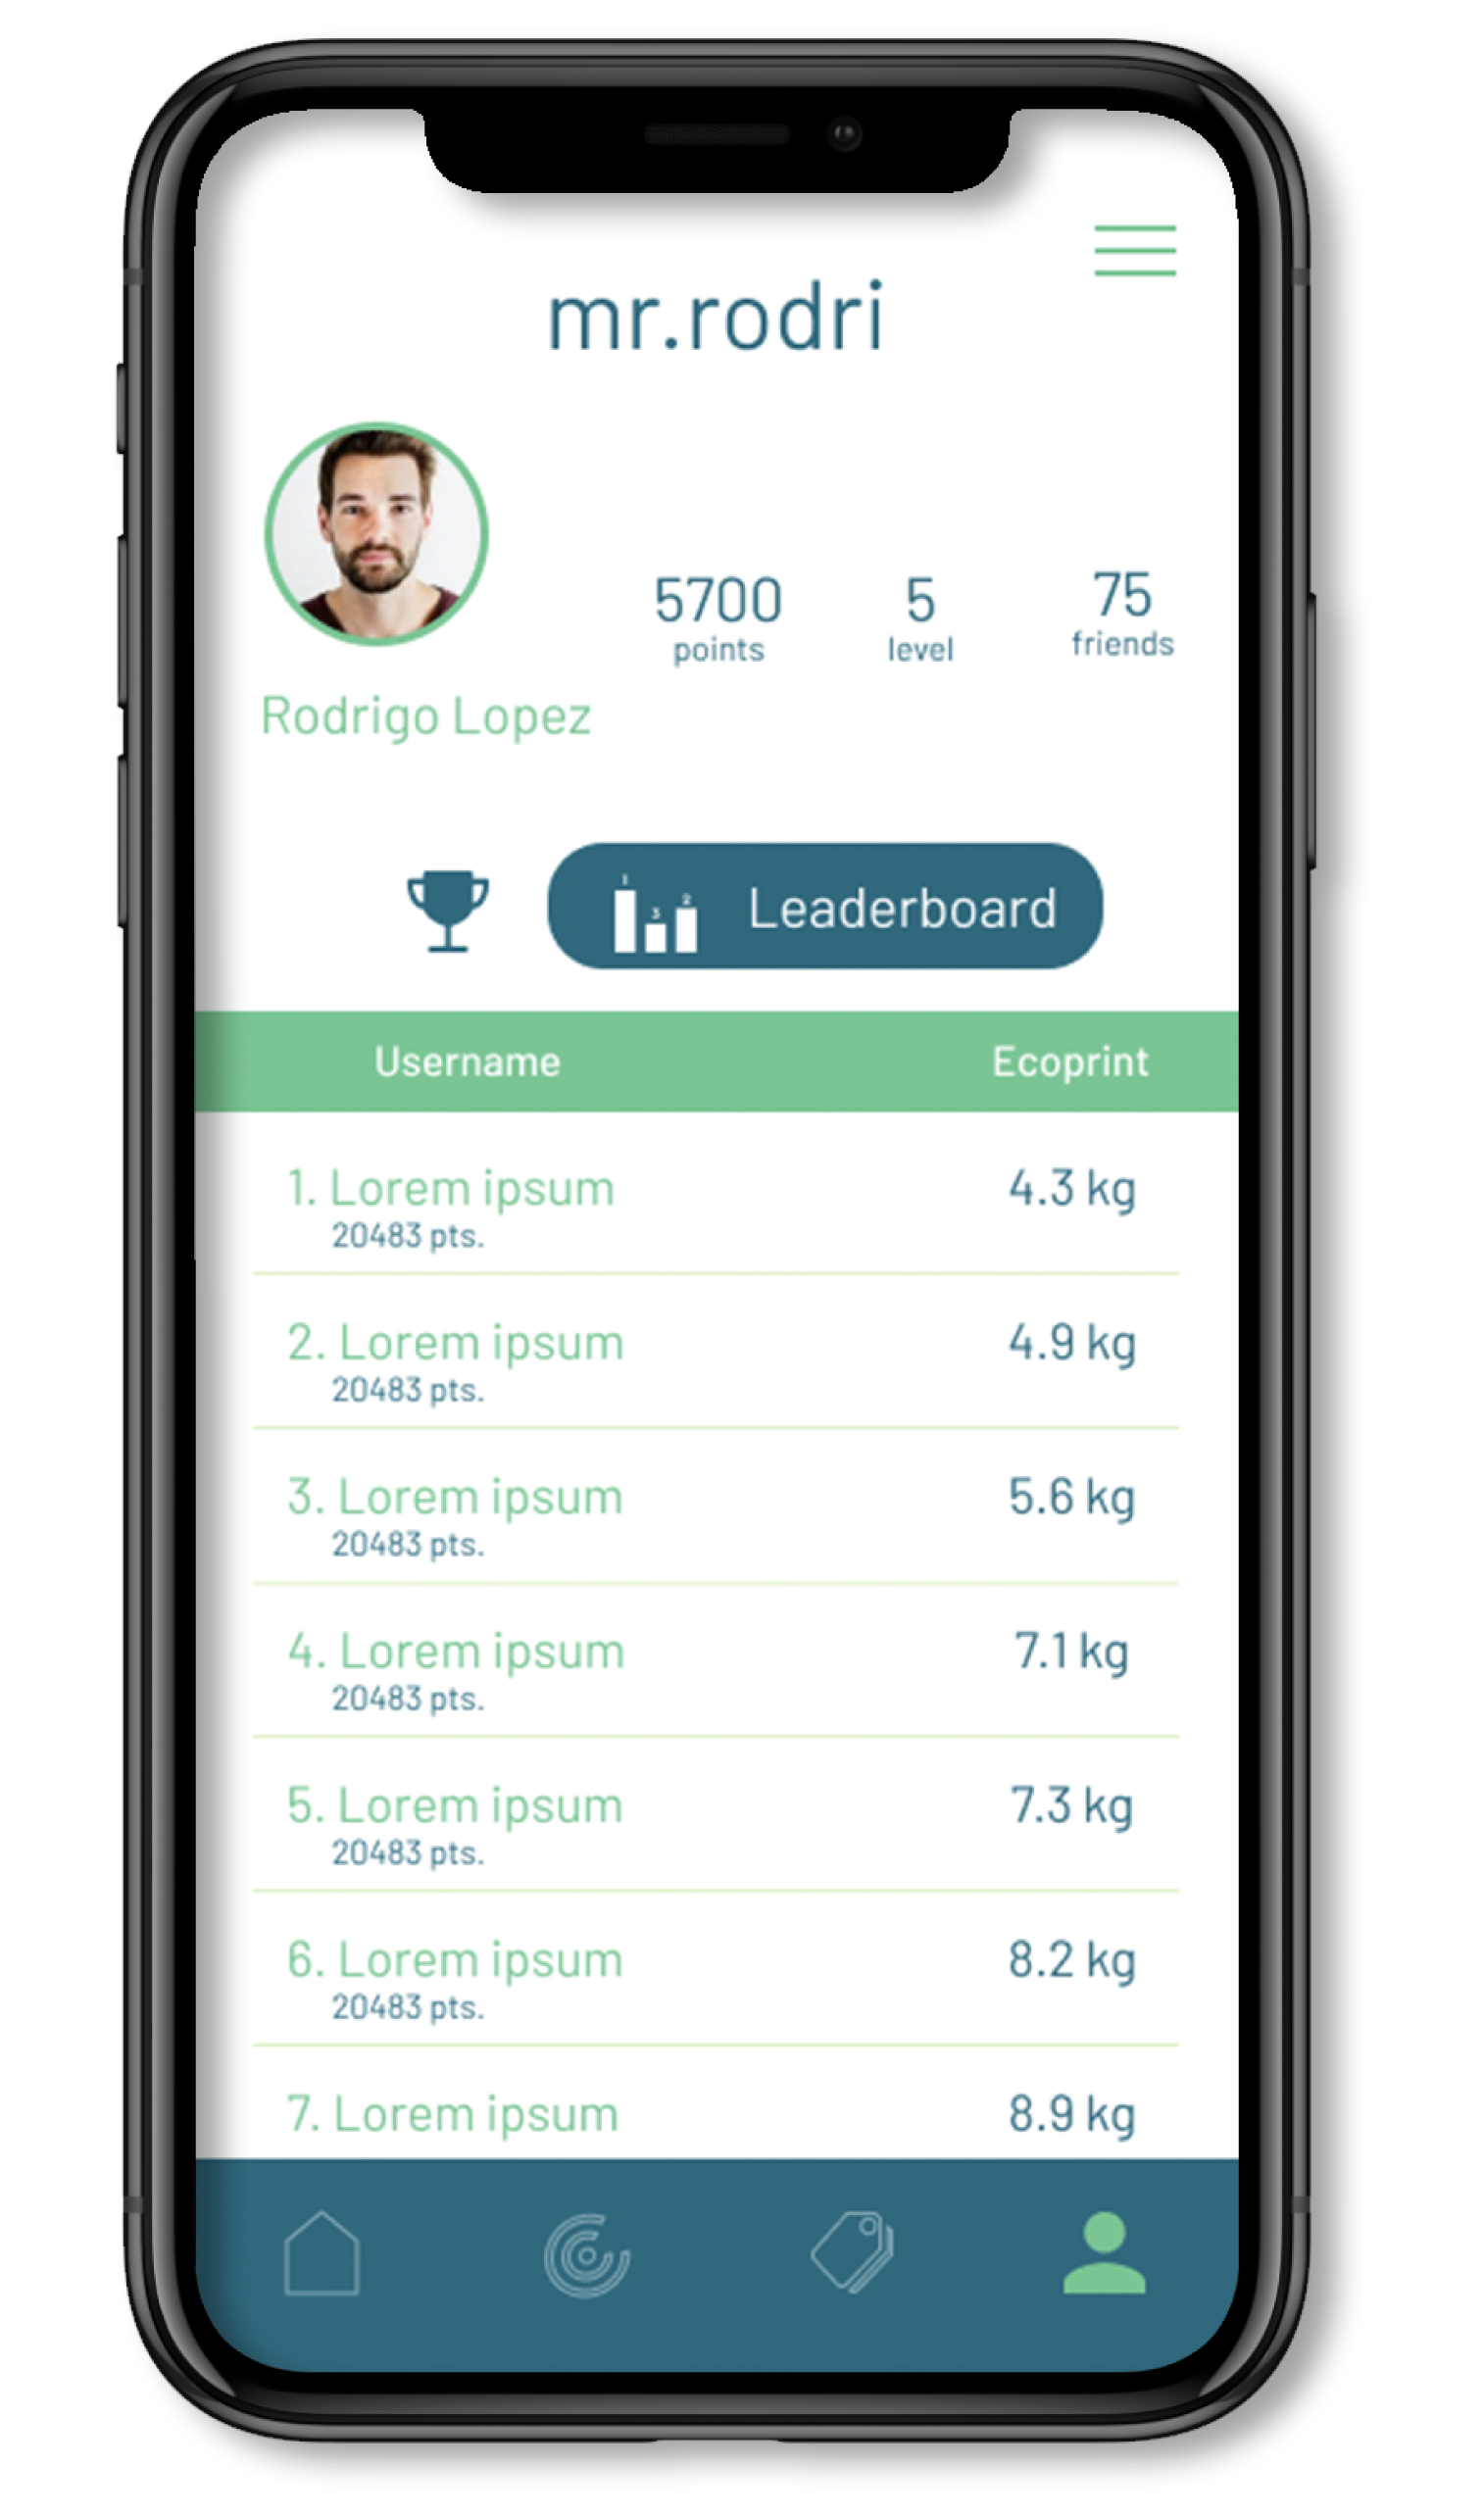 mr.rodri
5700
points
5
level
75
friends
Rodrigo Lopez
1
3
2
Leaderboard
Username Ecoprint
1. Lorem ipsum 4.3 kg
20483 pts.
2. Lorem ipsum 4.9 kg
20483 pts.
3. Lorem ipsum 5.6 kg
20483 pts.
4. Lorem ipsum 7.1 kg
20483 pts.
5. Lorem ipsum 7.3 kg
20483 pts.
6. Lorem ipsum 8.2 kg
20483 pts.
7. Lorem ipsum 8.9 kg